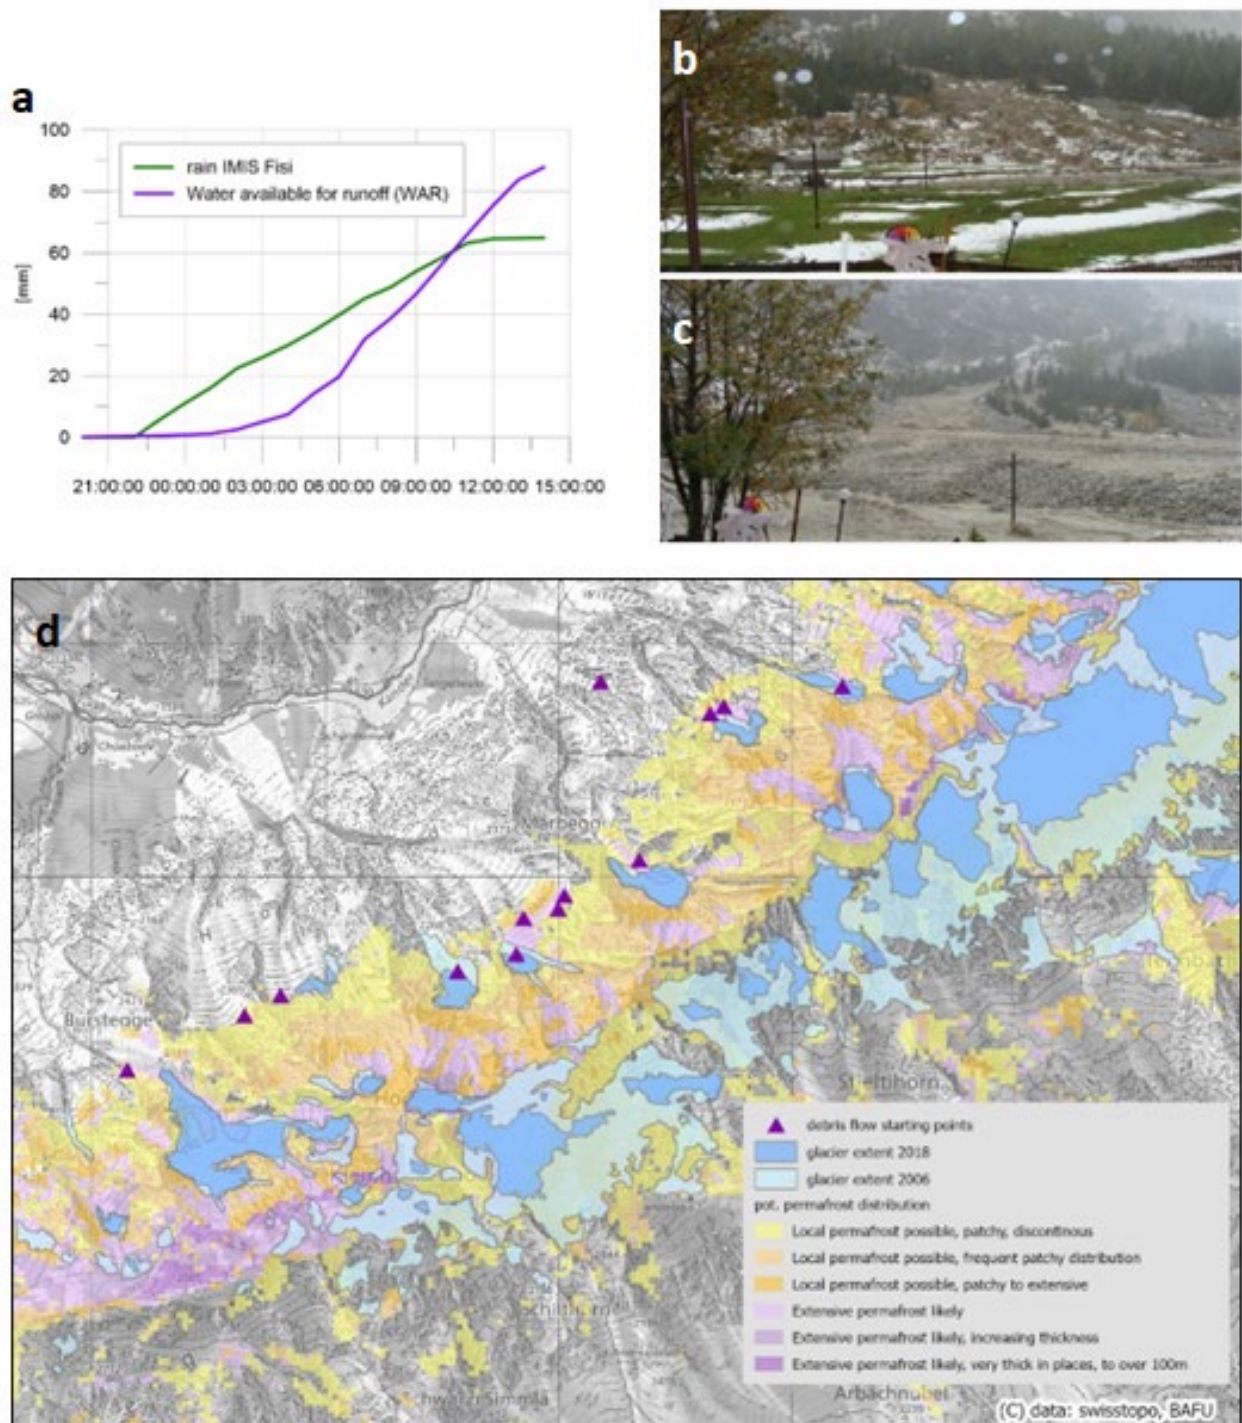 a
100
80
60
40
20
0
[mm]
rain IMIS Fisi
Water available for runoff (WAR)
21:00:00 00:00:00 03:00:00 06:00:00 09:00:00 12:00:00 15:00:00
b
c
d
Marbegg
H
Burstegge
Stieltihorn
Schilthorn
Arbachnubel
debris flow starting points
glacier extent 2018
glacier extent 2006
pot. permafrost distribution
Local permafrost possible, patchy, discontinous
Local permafrost possible, frequent patchy distribution
Local permafrost possible, patchy to extensive
Extensive permafrost likely
Extensive permafrost likely, increasing thickness
Extensive permafrost likely, very thick in places, to over 100m
(C) data: swisstopo, BAFU